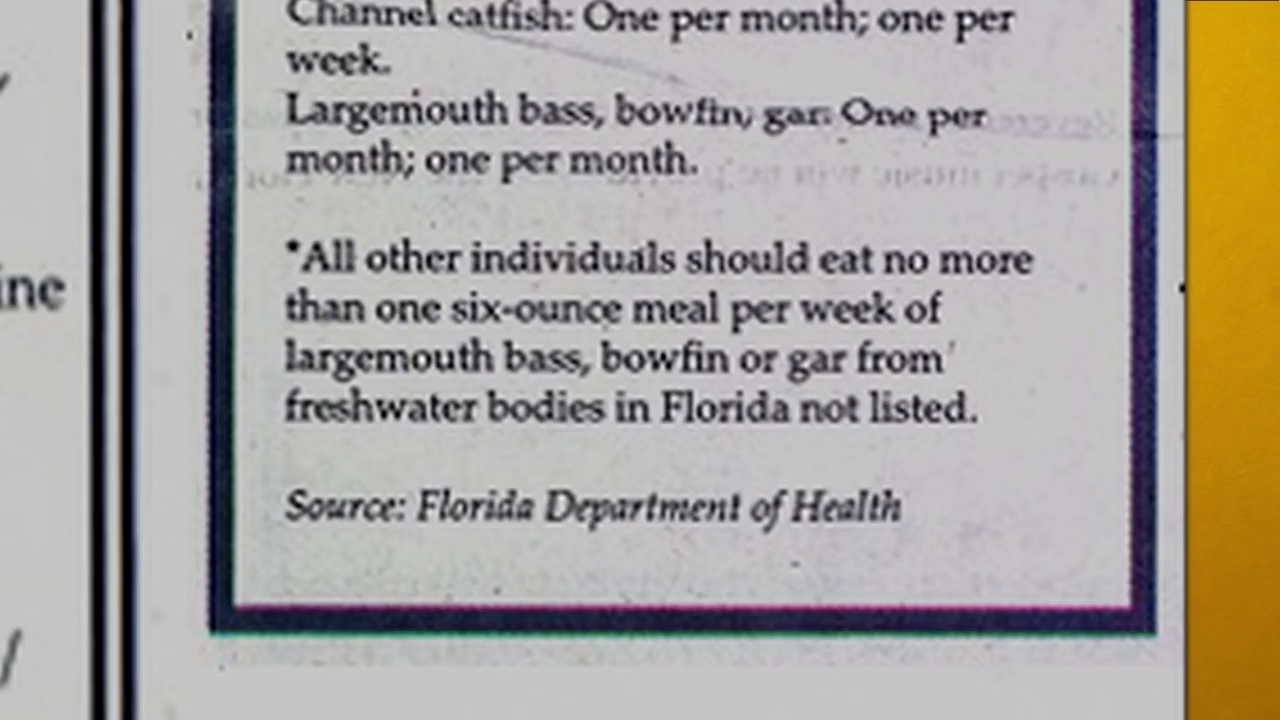 Channel catfish: One per month; one per
week.
Largemouth bass, bowfin, gar: One per
month; one per month.
*All other individuals should eat no more
than one six-ounce meal per week of
largemouth bass, bowfin or gar from
freshwater bodies in Florida not listed.
Source: Florida Department of Health
ine